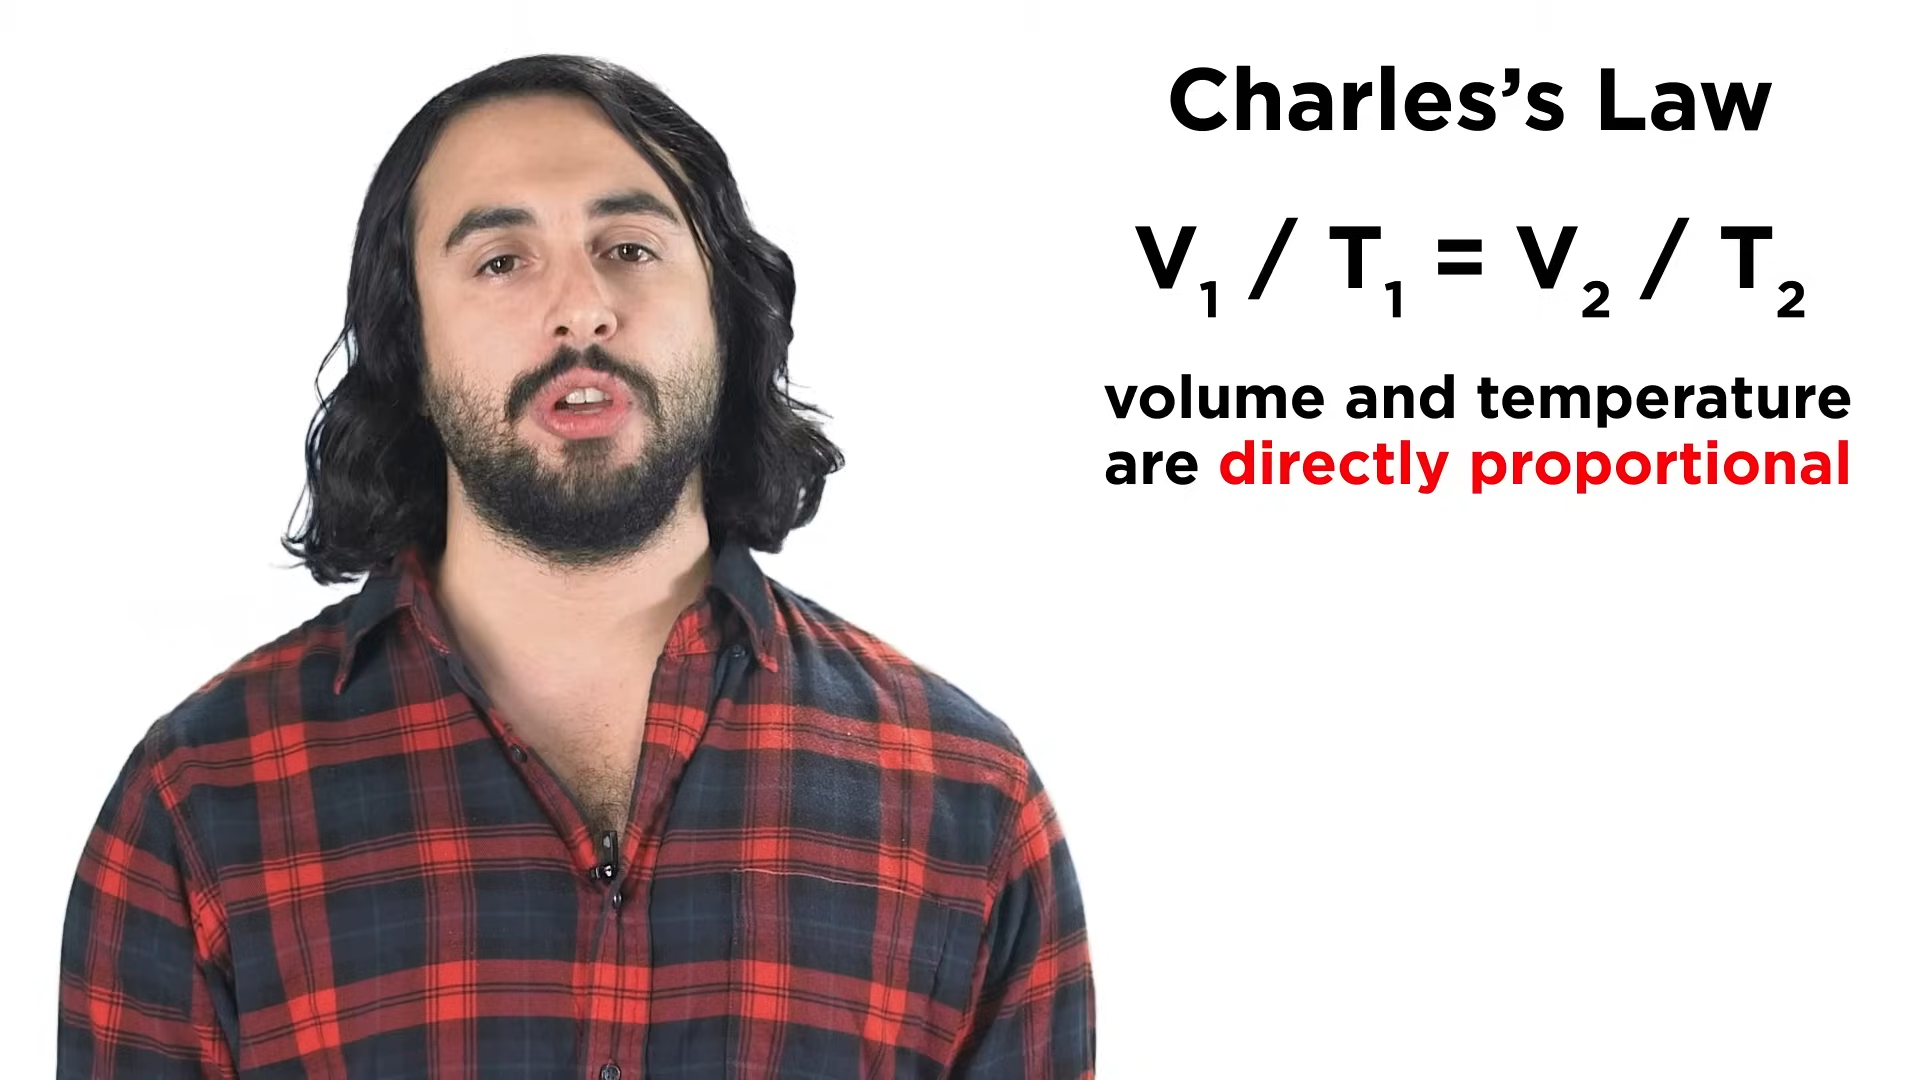 Charles’s Law
V₁ / T₁ = V₂ / T₂
volume and temperature
are directly proportional